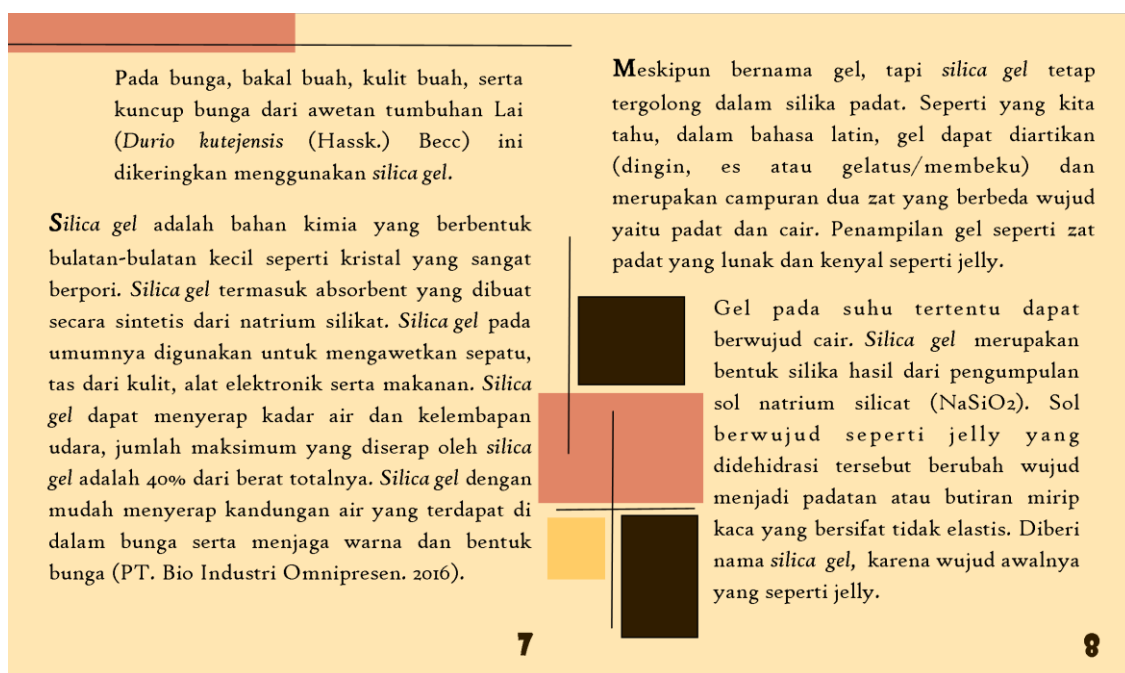 Pada bunga, bakal buah, kulit buah, serta
kuncup bunga dari awetan tumbuhan Lai
(Durio kutejensis (Hassk.) Becc) ini
dikeringkan menggunakan silica gel.
Silica gel adalah bahan kimia yang berbentuk
bulatan-bulatan kecil seperti kristal yang sangat
berpori. Silica gel termasuk absorbent yang dibuat
secara sintetis dari natrium silikat. Silica gel pada
umumnya digunakan untuk mengawetkan sepatu,
tas dari kulit, alat elektronik serta makanan. Silica
gel dapat menyerap kadar air dan kelembapan
udara, jumlah maksimum yang diserap oleh silica
gel adalah 40% dari berat totalnya. Silica gel dengan
mudah menyerap kandungan air yang terdapat di
dalam bunga serta menjaga warna dan bentuk
bunga (PT. Bio Industri Omnipresen. 2016).
7
Meskipun bernama gel, tapi silica gel tetap
tergolong dalam silika padat. Seperti yang kita
tahu, dalam bahasa latin, gel dapat diartikan
(dingin, es atau gelatus/membeku) dan
merupakan campuran dua zat yang berbeda wujud
yaitu padat dan cair. Penampilan gel seperti zat
padat yang lunak dan kenyal seperti jelly.
Gel pada suhu tertentu dapat
berwujud cair. Silica gel merupakan
bentuk silika hasil dari pengumpulan
sol natrium silicat (NaSiO2). Sol
berwujud seperti jelly yang
didehidrasi tersebut berubah wujud
menjadi padatan atau butiran mirip
kaca yang bersifat tidak elastis. Diberi
nama silica gel, karena wujud awalnya
yang seperti jelly.
8